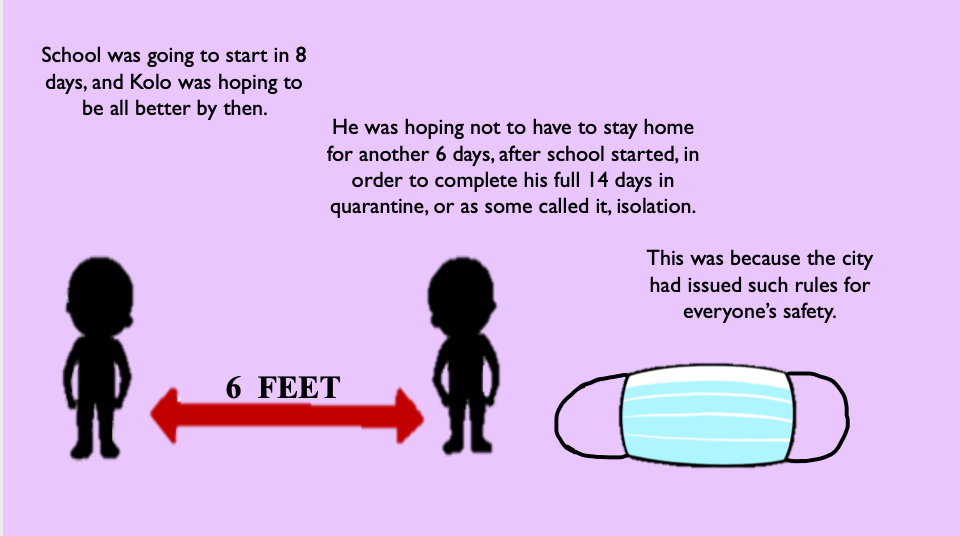 School was going to start in 8
days, and Kolo was hoping to
be all better by then.
He was hoping not to have to stay home
for another 6 days, after school started, in
order to complete his full 14 days in
quarantine, or as some called it, isolation.
This was because the city
had issued such rules for
everyone’s safety.
6 FEET